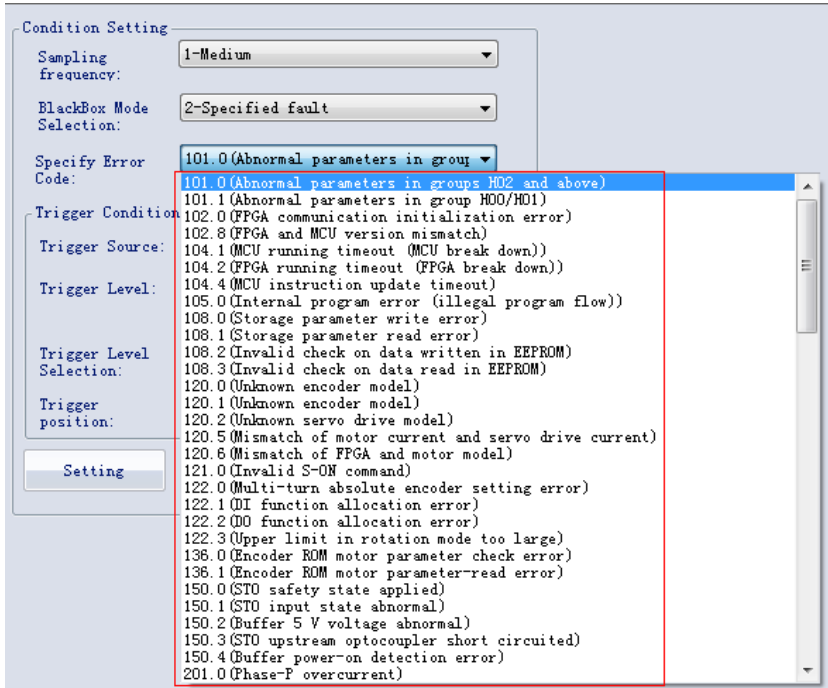 Condition Setting
Sampling
frequency:
1-Medium
BlackBox Mode
Selection:
2-Specified fault
Specify Error
Code:
101.0(Abnormal parameters in group
101.0(Abnormal parameters in groups H02 and above)
101.1(Abnormal parameters in group H00/H01)
102.0(FPGA communication initialization error)
102.8(FPGA and MCU version mismatch)
104.1(MCU running timeout (MCU break down))
104.2(FPGA running timeout (FPGA break down))
104.4(MCU instruction update timeout)
105.0(Internal program error (illegal program flow))
108.0(Storage parameter write error)
108.1(Storage parameter read error)
108.2(Invalid check on data written in EEPROM)
108.3(Invalid check on data read in EEPROM)
120.0(Unknown encoder model)
120.1(Unknown encoder model)
120.2(Unknown servo drive model)
120.5(Mismatch of motor current and servo drive current)
120.6(Mismatch of FPGA and motor model)
121.0(Invalid S-ON command)
122.0(Multi-turn absolute encoder setting error)
122.1(DI function allocation error)
122.2(DO function allocation error)
122.3(Upper limit in rotation mode too large)
136.0(Encoder ROM motor parameter check error)
136.1(Encoder ROM motor parameter-read error)
150.0(STO safety state applied)
150.1(STO input state abnormal)
150.2(Buffer 5 V voltage abnormal)
150.3(STO upstream optocoupler short circuited)
150.4(Buffer power-on detection error)
201.0(Phase-P overcurrent)
Trigger Condition
Trigger Source:
Trigger Level:
Trigger Level
Selection:
Trigger
position:
Setting